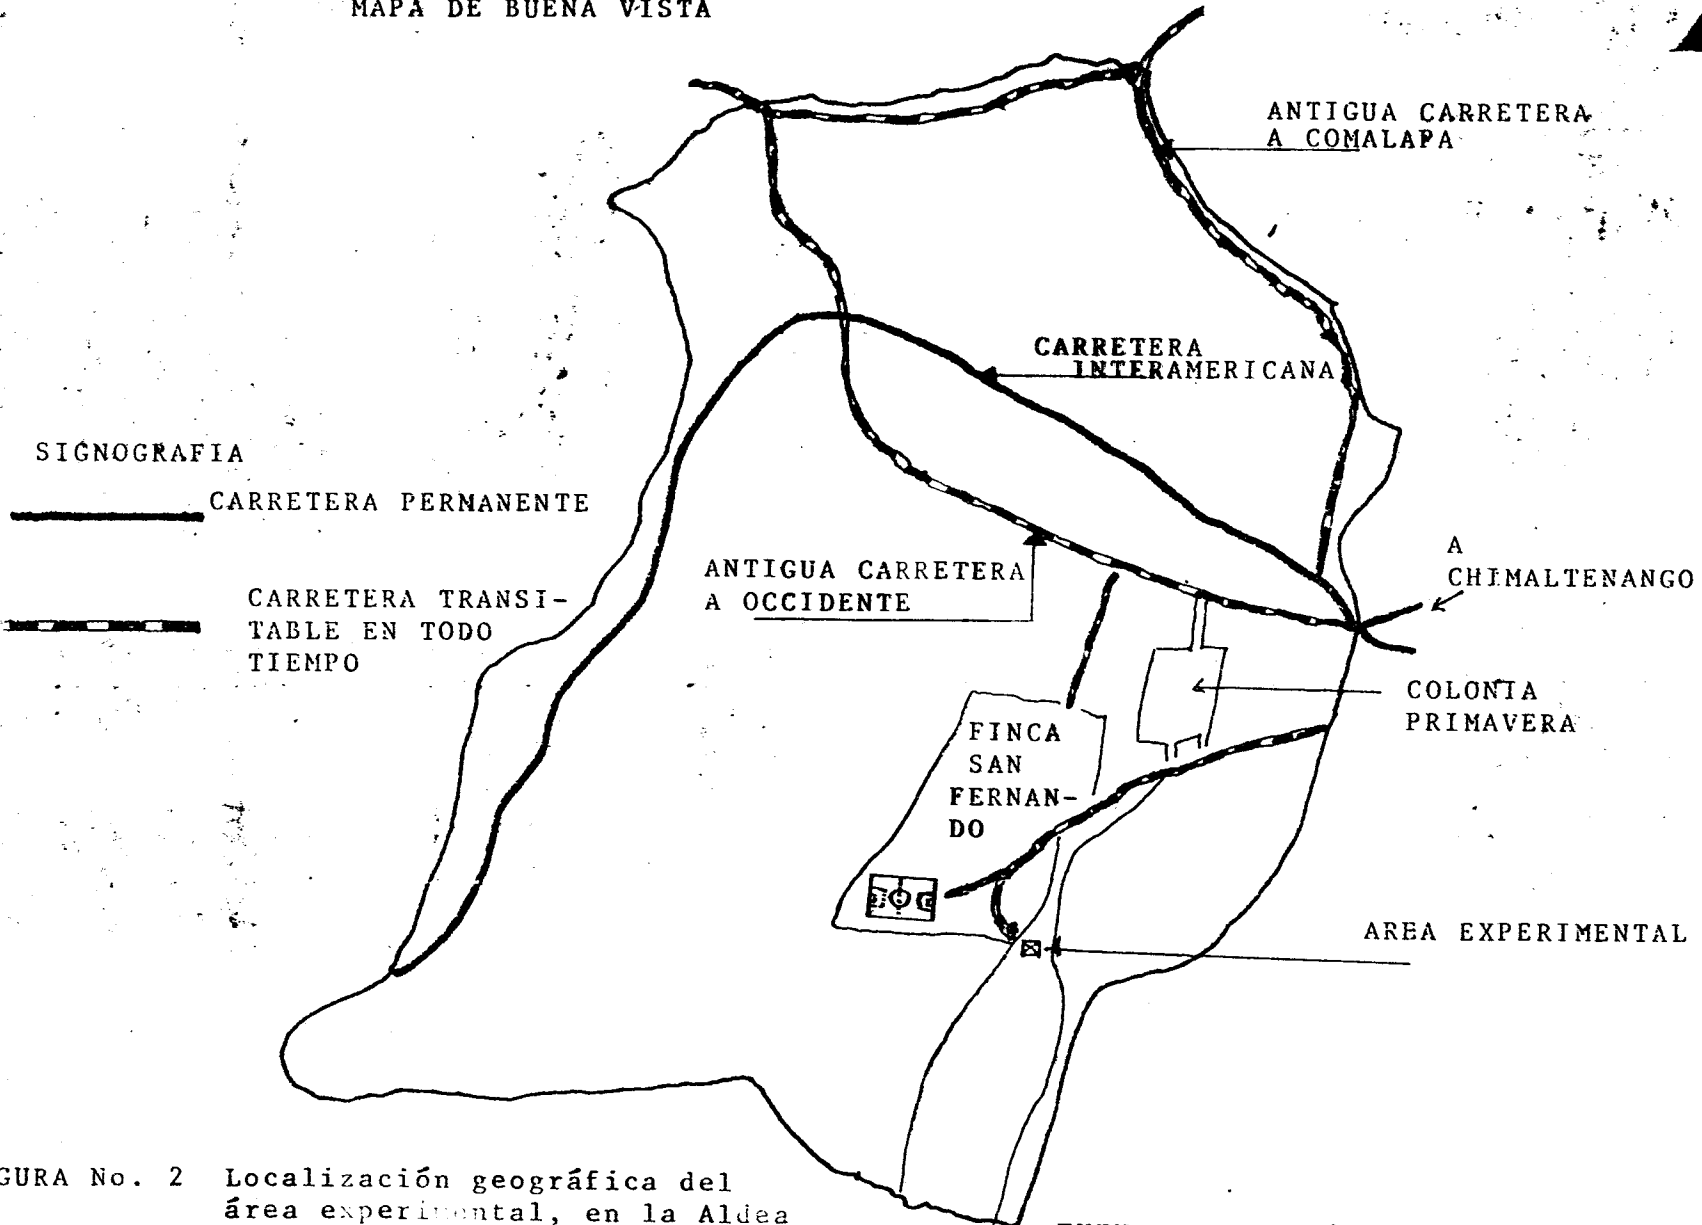 MAPA DE BUENA VISTA
ANTIGUA CARRETERA
A COMALAPA
CARRETERA
INTERAMERICANA
SIGNOGRAFIA
CARRETERA PERMANENTE
CARRETERA TRANSI-
TABLE EN TODO
TIEMPO
ANTIGUA CARRETERA
A OCCIDENTE
A
CHIMALTENANGO
COLONIA
PRIMAVERA
FINCA
SAN
FERNAN-
DO
AREA EXPERIMENTAL
GURA No. 2 Localización geográfica del
área experimental, en la Aldea